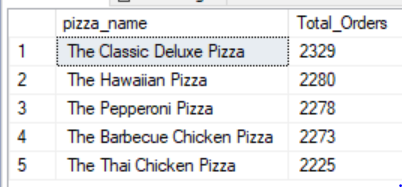 pizza_name Total_Orders
1 The Classic Deluxe Pizza 2329
2 The Hawaiian Pizza 2280
3 The Pepperoni Pizza 2278
4 The Barbecue Chicken Pizza 2273
5 The Thai Chicken Pizza 2225